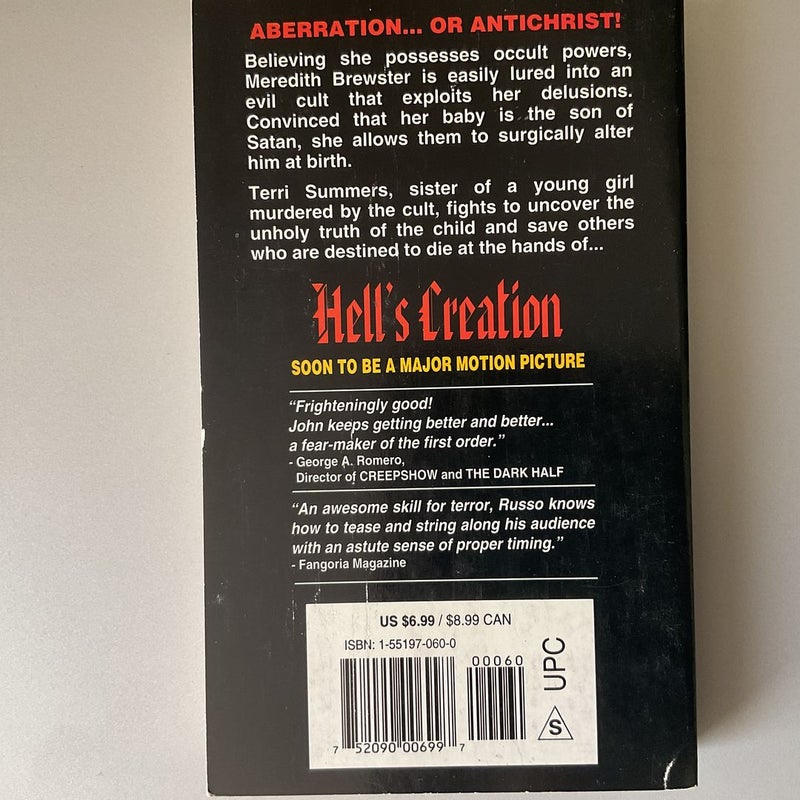 ABERRATION... OR ANTICHRIST!
Believing she possesses occult powers,
Meredith Brewster is easily lured into an
evil cult that exploits her delusions.
Convinced that her baby is the son of
Satan, she allows them to surgically alter
him at birth.
Terri Summers, sister of a young girl
murdered by the cult, fights to uncover the
unholy truth of the child and save others
who are destined to die at the hands of...
Hell's Creation
SOON TO BE A MAJOR MOTION PICTURE
“Frighteningly good!
John keeps getting better and better...
a fear-maker of the first order.”
- George A. Romero,
Director of CREEPSHOW and THE DARK HALF
“An awesome skill for terror, Russo knows
how to tease and string along his audience
with an astute sense of proper timing.”
- Fangoria Magazine
US $6.99 / $8.99 CAN
ISBN: 1-55197-060-0
00060
UPC
S
7 52090 00699 7